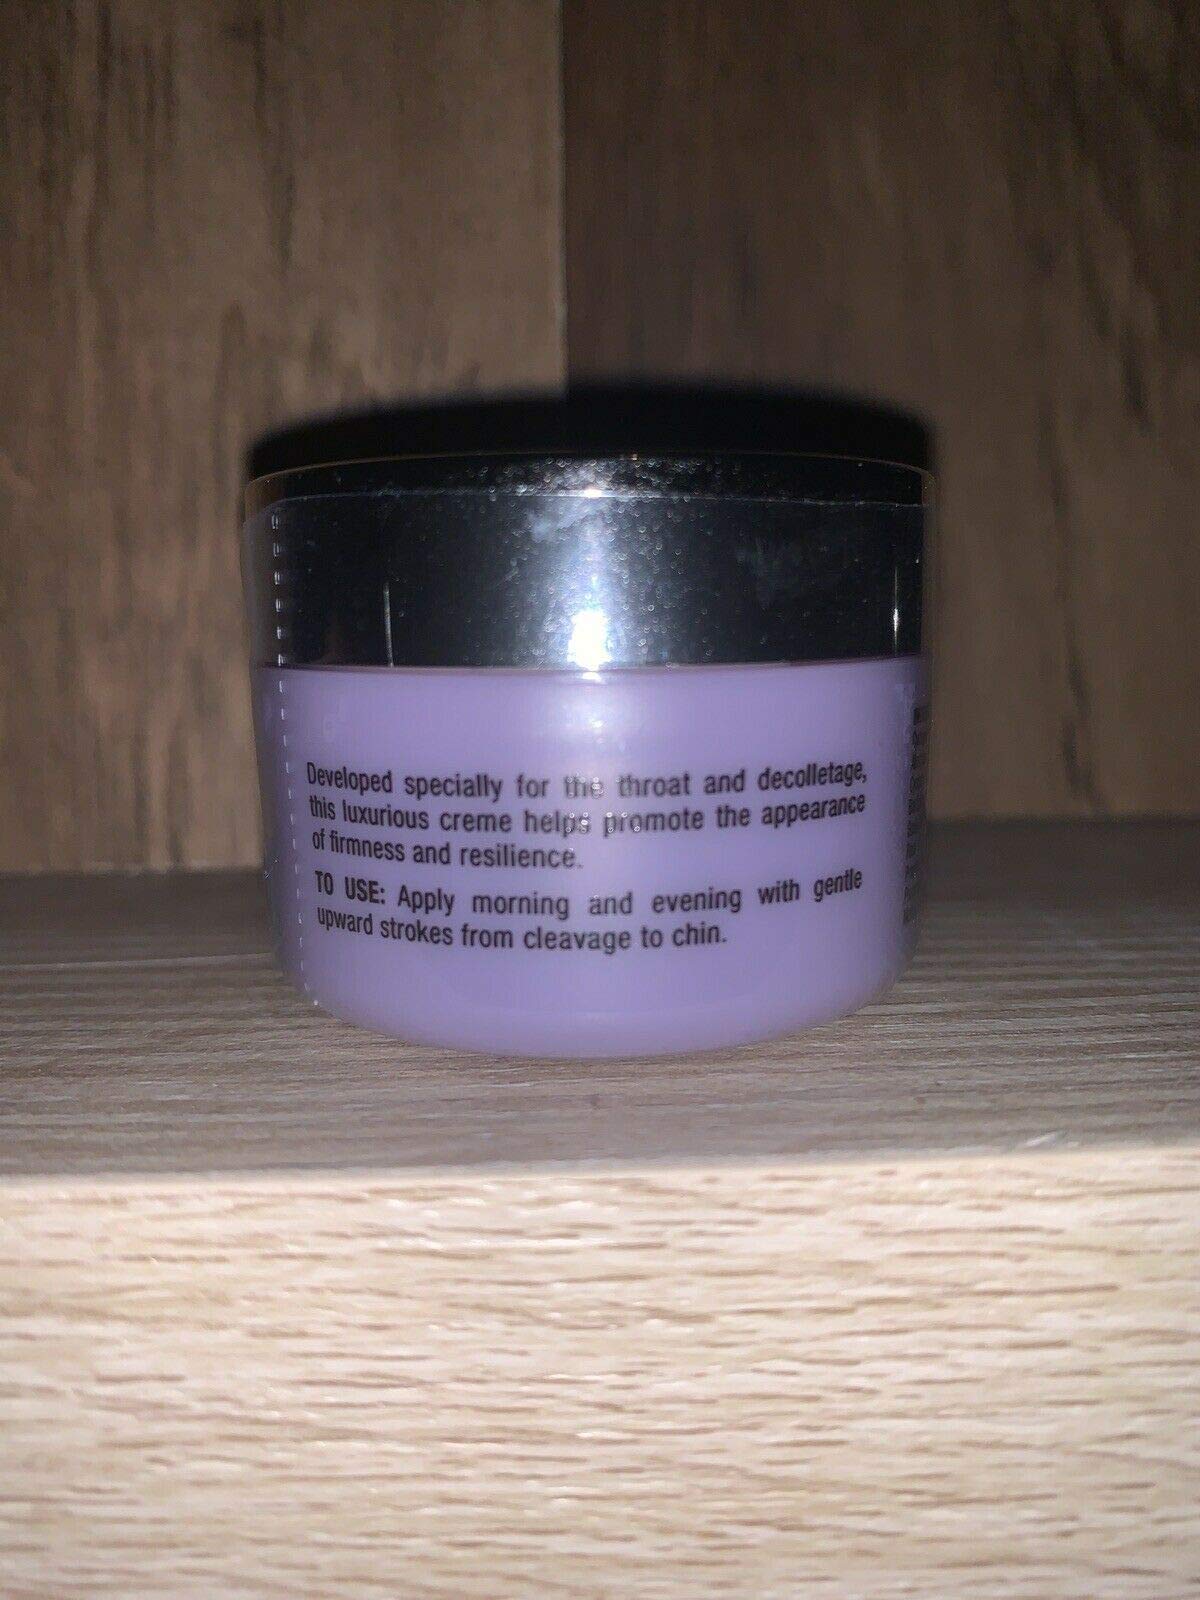 Developed specially for the throat and decolletage,
this luxurious creme helps promote the appearance
of firmness and resilience.
TO USE: Apply morning and evening with gentle
upward strokes from cleavage to chin.